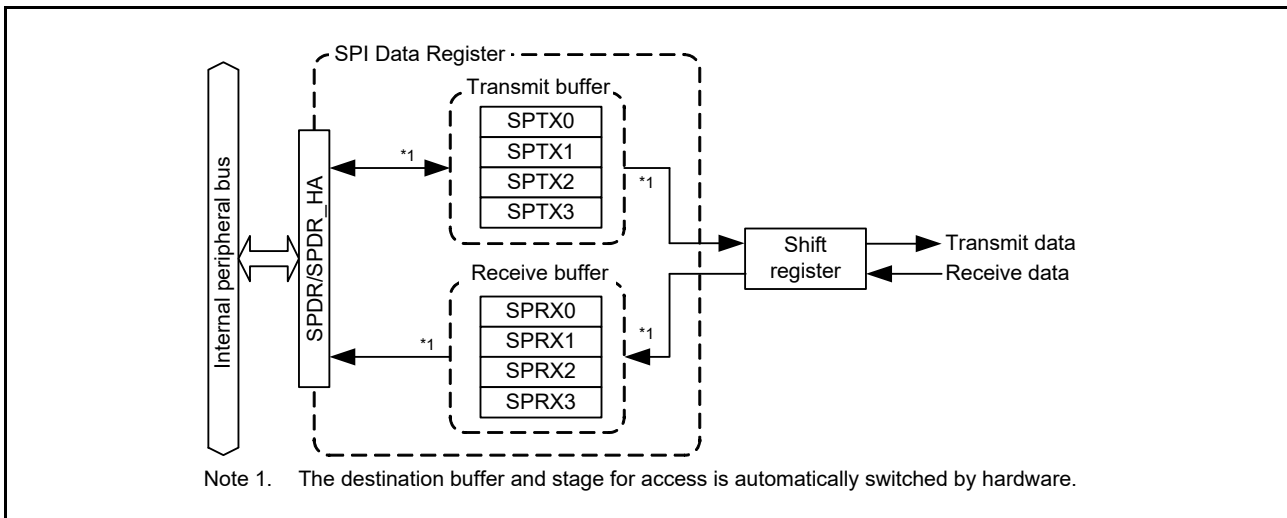 SPI Data Register
Transmit buffer
SPTX0
SPTX1
SPTX2
SPTX3
*1
*1
Internal peripheral bus
SPDR/SPDR_HA
Shift
register
Transmit data
Receive data
Receive buffer
SPRX0
SPRX1
SPRX2
SPRX3
*1
*1
Note 1. The destination buffer and stage for access is automatically switched by hardware.